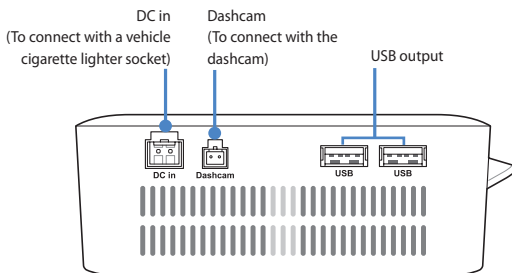 DC in
(To connect with a vehicle
cigarette lighter socket)
Dashcam
(To connect with the
dashcam)
USB output
DC in
Dashcam
USB
USB